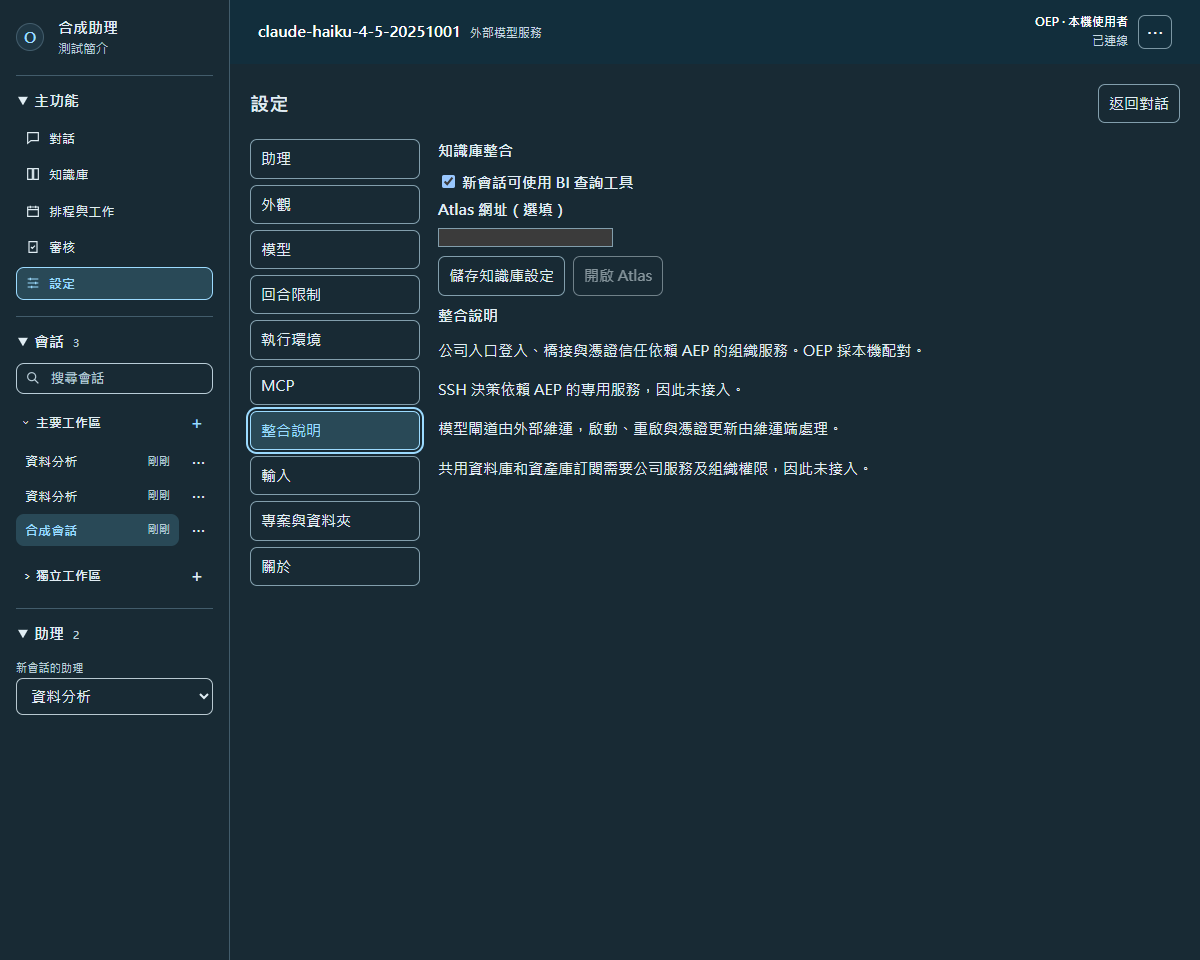 O
合成助理
測試簡介
▼ 主功能
對話
知識庫
排程與工作
審核
設定
▼ 會話 3
搜尋會話
主要工作區 +
資料分析 剛剛 ...
資料分析 剛剛 ...
合成會話 剛剛 ...
獨立工作區 +
▼ 助理 2
新會話的助理
資料分析
claude-haiku-4-5-20251001 外部模型服務
OEP · 本機使用者
已連線
...
設定
返回對話
助理
外觀
模型
回合限制
執行環境
MCP
整合說明
輸入
專案與資料夾
關於
知識庫整合
新會話可使用 BI 查詢工具
Atlas 網址（選填）
儲存知識庫設定 開啟 Atlas
整合說明
公司入口登入、橋接與憑證信任依賴 AEP 的組織服務。OEP 採本機配對。
SSH 決策依賴 AEP 的專用服務，因此未接入。
模型閘道由外部維運，啟動、重啟與憑證更新由維運端處理。
共用資料庫和資產庫訂閱需要公司服務及組織權限，因此未接入。